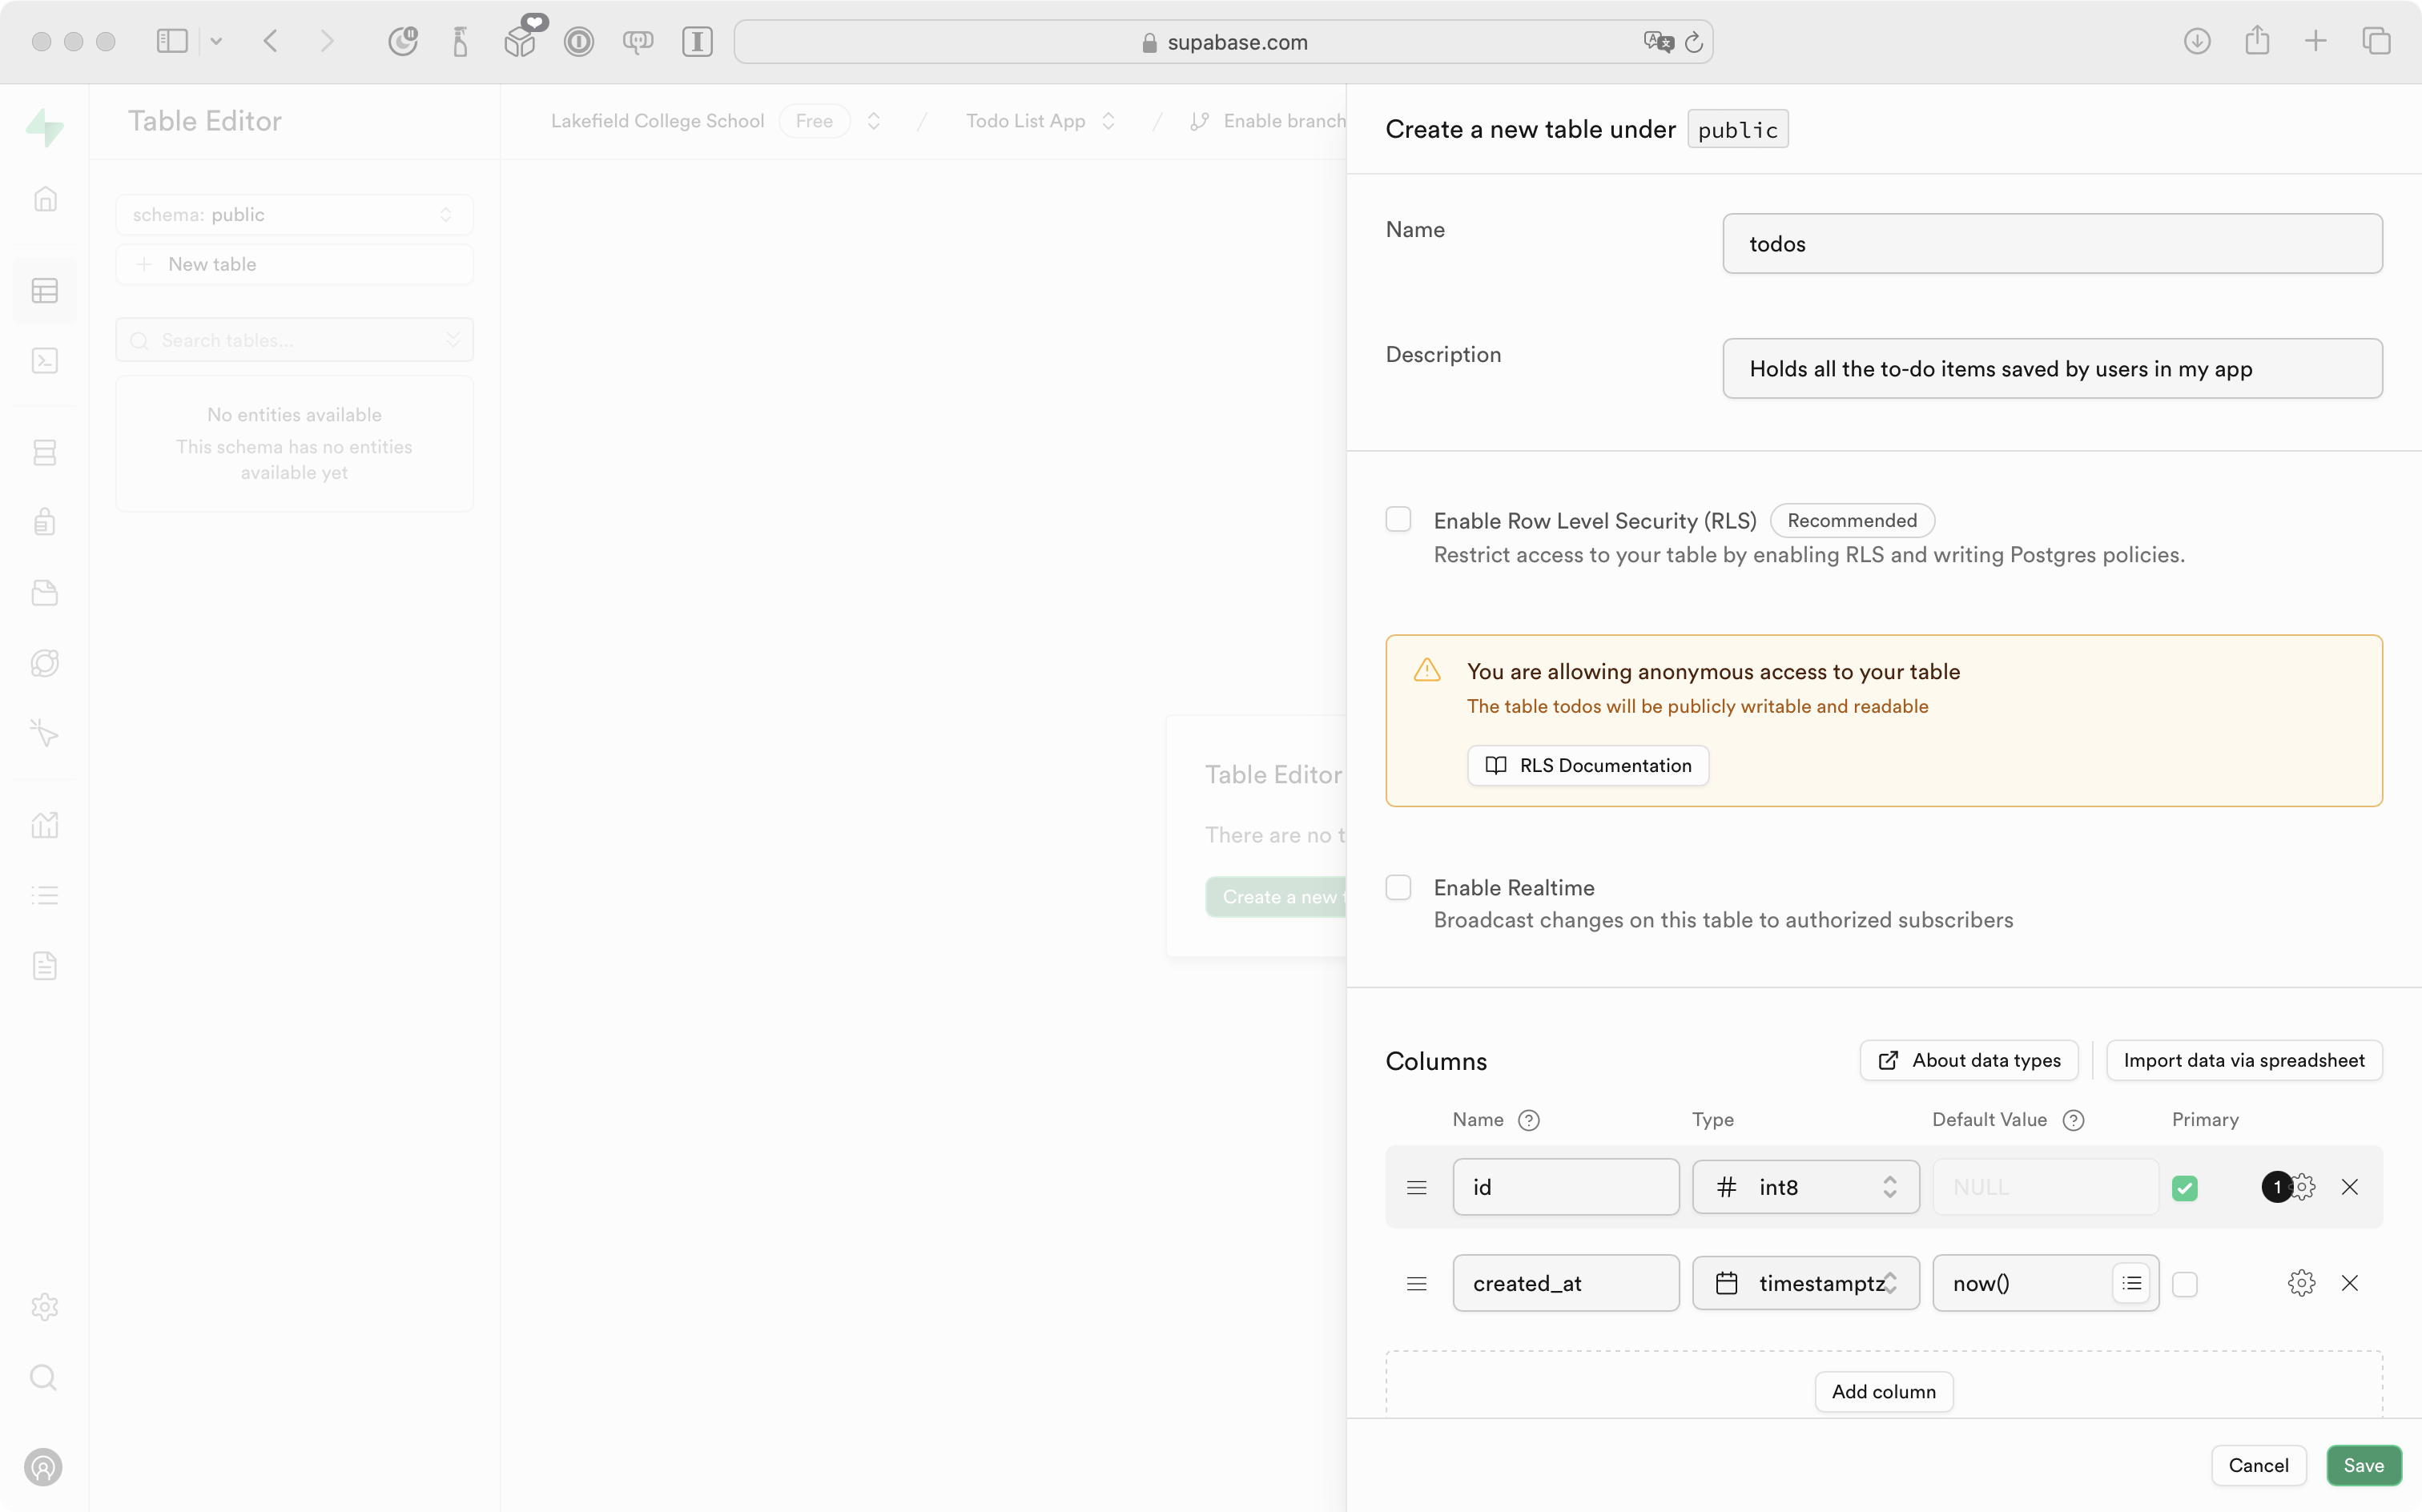 supabase.com
Table Editor
Lakefield College School Free / Todo List App / Enable branch
schema: public
New table
Search tables...
No entities available
This schema has no entities
available yet
Table Editor
There are no t
Create a new t
Create a new table under public
Name
todos
Description
Holds all the to-do items saved by users in my app
Enable Row Level Security (RLS) Recommended
Restrict access to your table by enabling RLS and writing Postgres policies.
You are allowing anonymous access to your table
The table todos will be publicly writable and readable
RLS Documentation
Enable Realtime
Broadcast changes on this table to authorized subscribers
Columns
About data types
Import data via spreadsheet
Name Type Default Value Primary
id int8 NULL 1
created_at timestamptz now()
Add column
Cancel Save